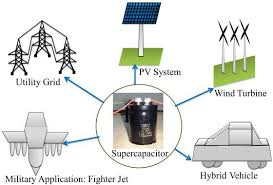 PV System
Utility Grid
Wind Turbine
Supercapacitor
Military Application: Fighter Jet
Hybrid Vehicle